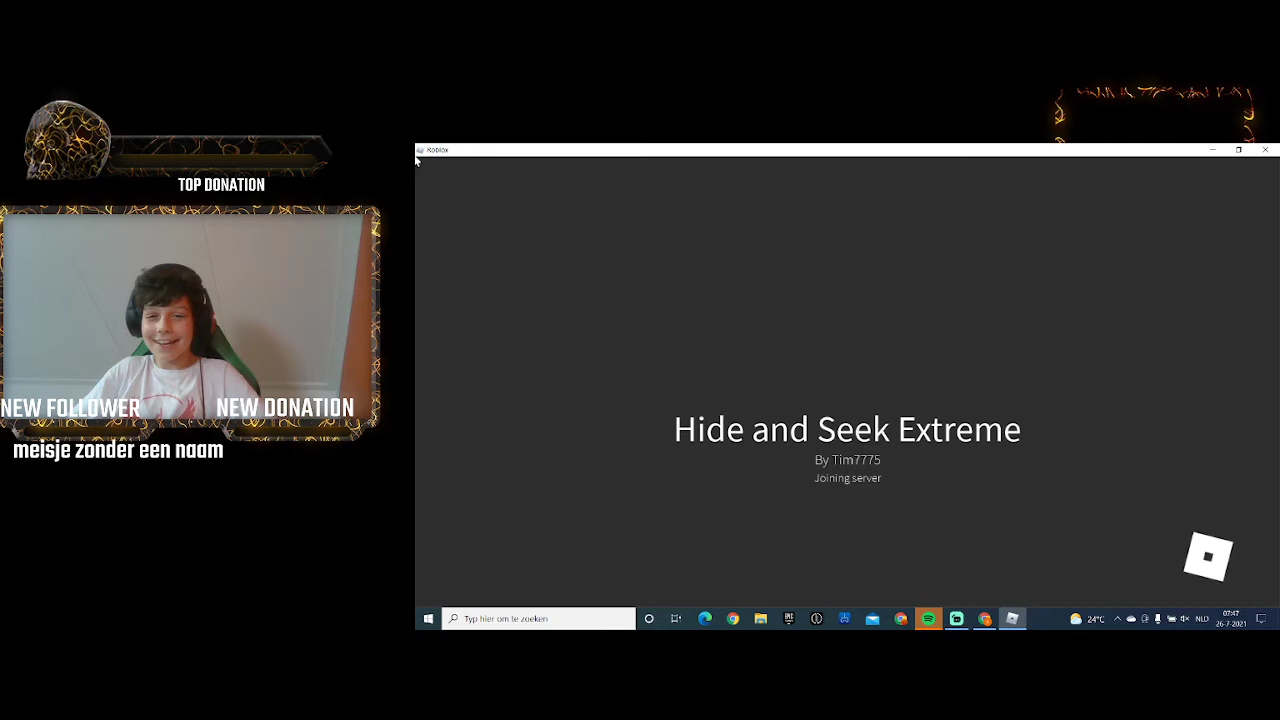 TOP DONATION
NEW FOLLOWER
NEW DONATION
meisje zonder een naam
Roblox
Hide and Seek Extreme
By Tim7775
Joining server
Typ hier om te zoeken
EPIC
24°C
NLD
07:47
26-7-2021